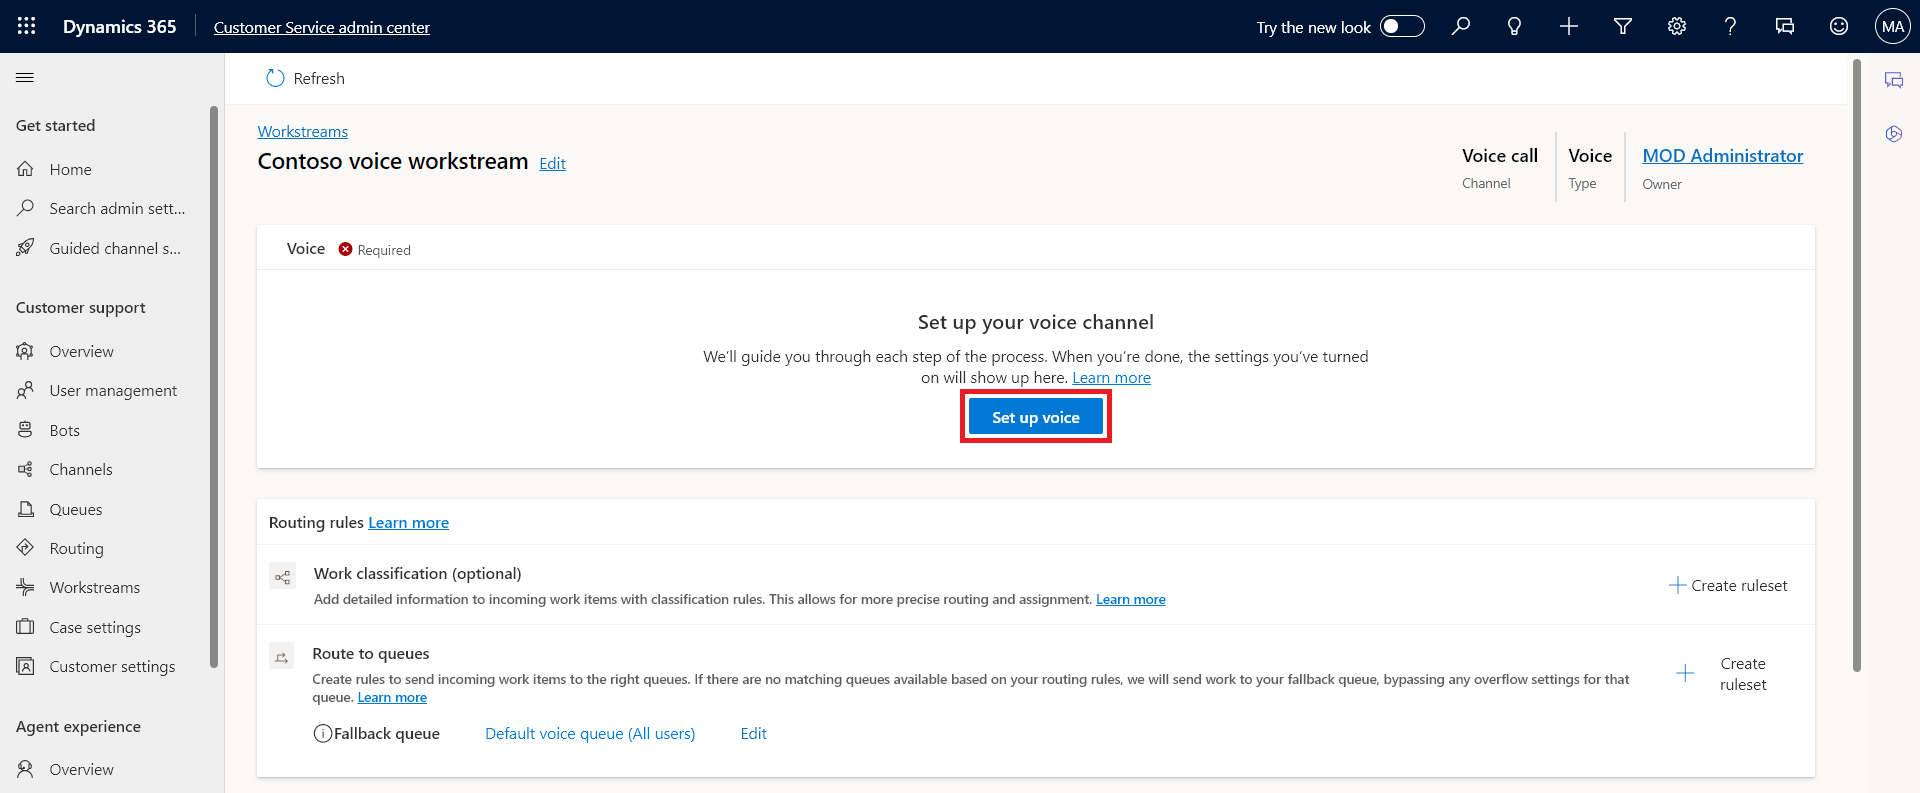 Dynamics 365
Customer Service admin center
Try the new look
MA
Refresh
Get started
Home
Search admin sett...
Guided channel s...
Customer support
Overview
User management
Bots
Channels
Queues
Routing
Workstreams
Case settings
Customer settings
Agent experience
Overview
Workstreams
Contoso voice workstream Edit
Voice call
Channel
Voice
Type
MOD Administrator
Owner
Voice Required
Set up your voice channel
We'll guide you through each step of the process. When you're done, the settings you've turned
on will show up here. Learn more
Set up voice
Routing rules Learn more
Work classification (optional)
Add detailed information to incoming work items with classification rules. This allows for more precise routing and assignment. Learn more
Create ruleset
Route to queues
Create rules to send incoming work items to the right queues. If there are no matching queues available based on your routing rules, we will send work to your fallback queue, bypassing any overflow settings for that
queue. Learn more
Create
ruleset
Fallback queue Default voice queue (All users) Edit